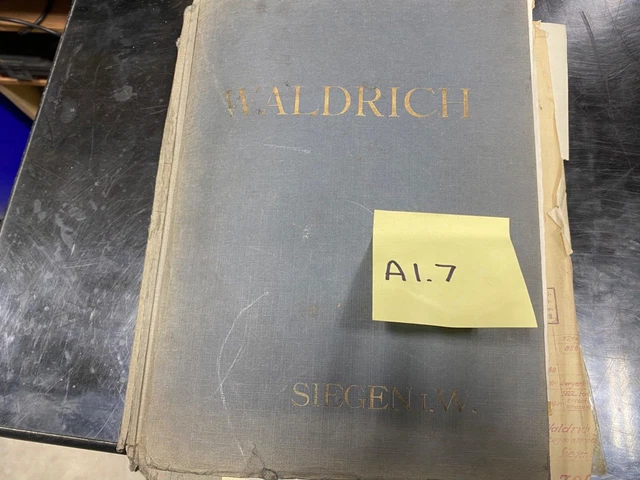 WALDRICH
A1.7
SIEGEN i.W.